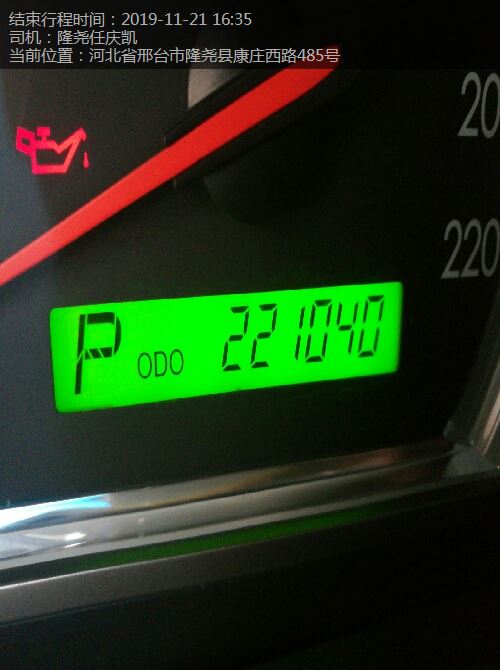 结束行程时间：2019-11-21 16:35
司机：隆尧任庆凯
当前位置：河北省邢台市隆尧县康庄西路485号
20
220
P ODO 221040